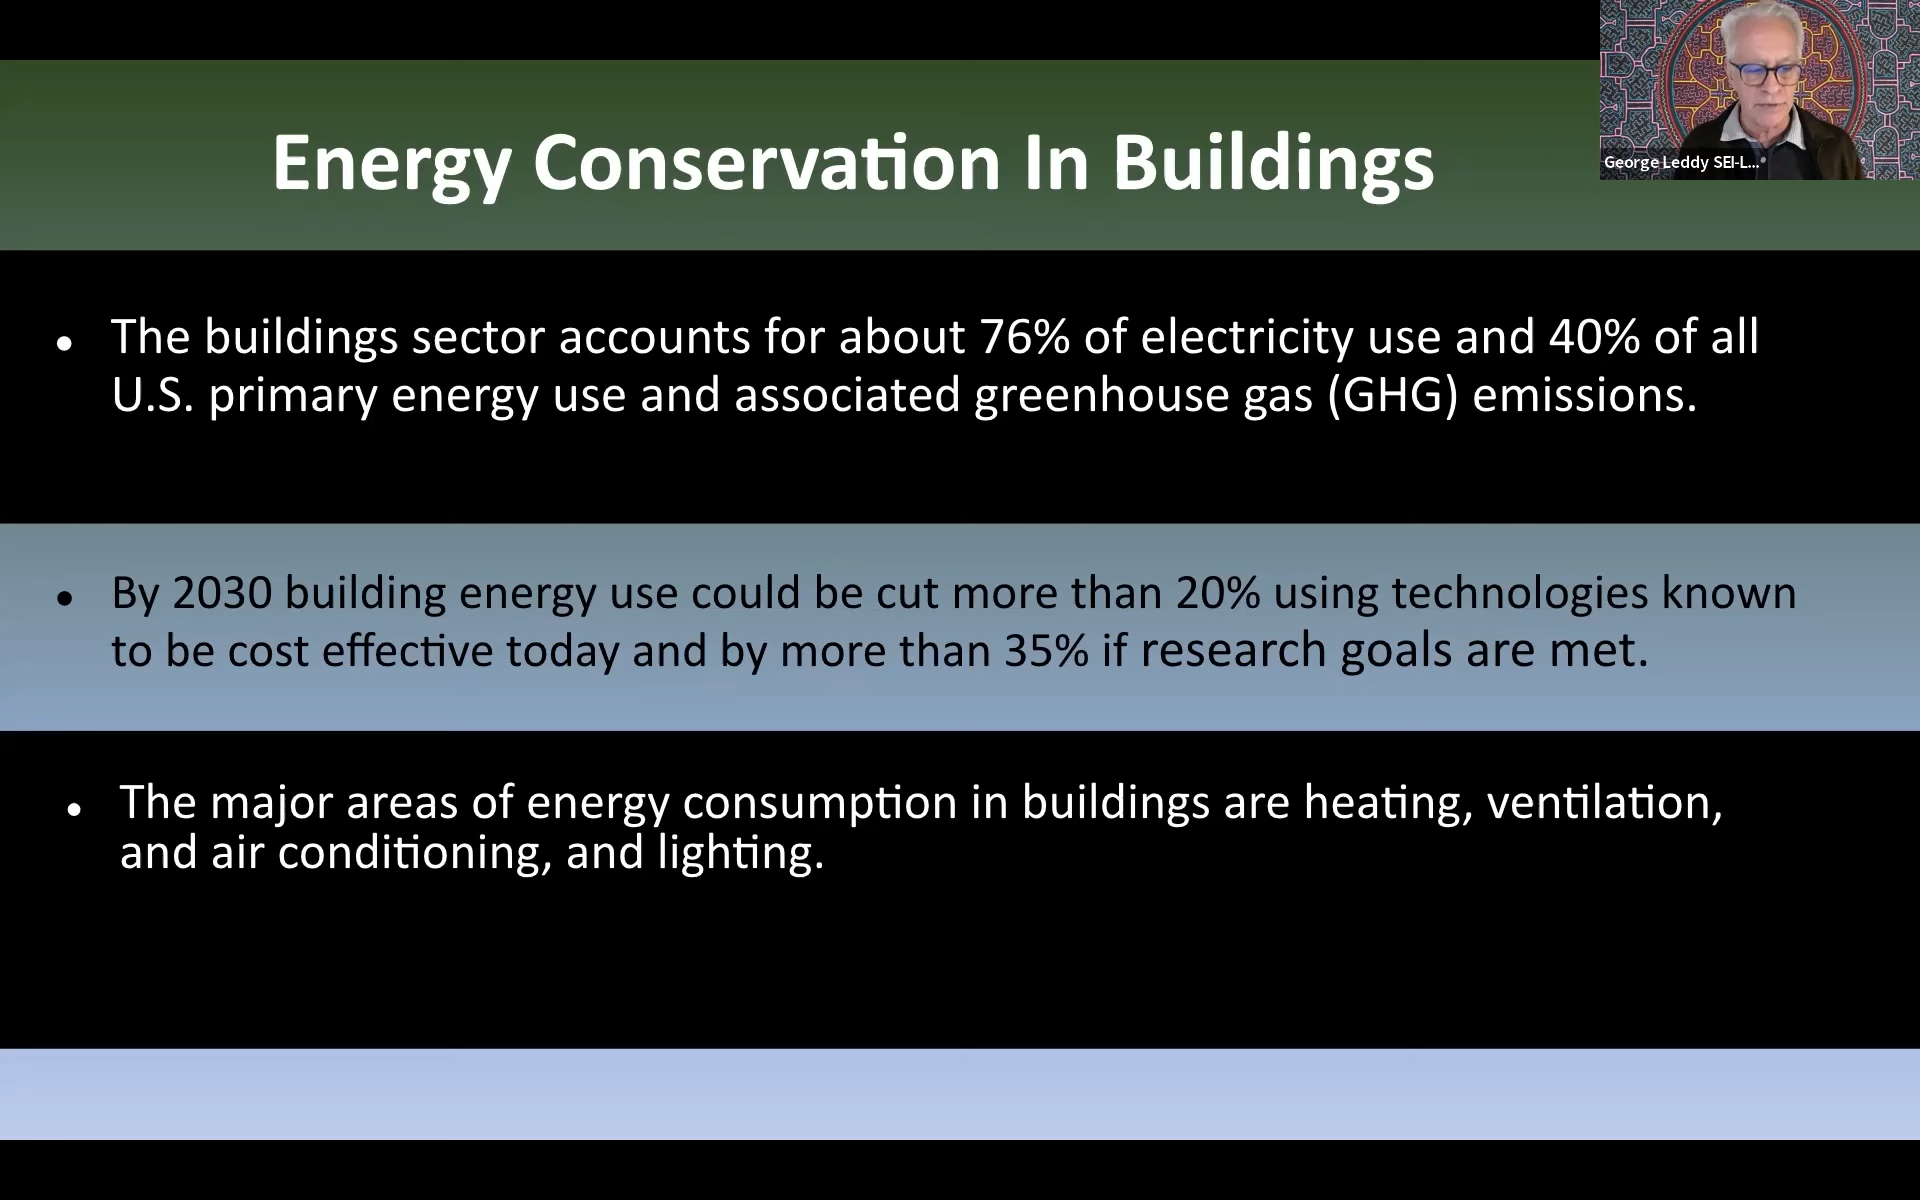 Energy Conservation In Buildings
George Leddy SEI-L...
• The buildings sector accounts for about 76% of electricity use and 40% of all
U.S. primary energy use and associated greenhouse gas (GHG) emissions.
• By 2030 building energy use could be cut more than 20% using technologies known
to be cost effective today and by more than 35% if research goals are met.
• The major areas of energy consumption in buildings are heating, ventilation,
and air conditioning, and lighting.